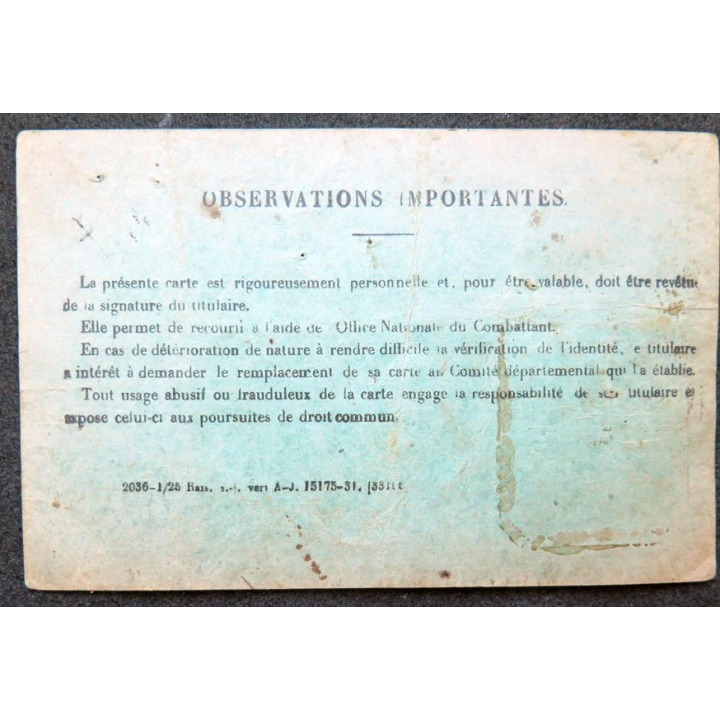 OBSERVATIONS IMPORTANTES.
La présente carte est rigoureusement personnelle et, pour être valable, doit être revêtue
de la signature du titulaire.
Elle permet de recourir à l'aide de l'Office National du Combattant.
En cas de détérioration de nature à rendre difficile la vérification de l'identité, le titulaire
a intérêt à demander le remplacement de sa carte au Comité départemental qui l'a établie.
Tout usage abusif ou frauduleux de la carte engage la responsabilité de son titulaire et
expose celui-ci aux poursuites de droit commun.
2036-1/25 vert A-J. 15175-31.